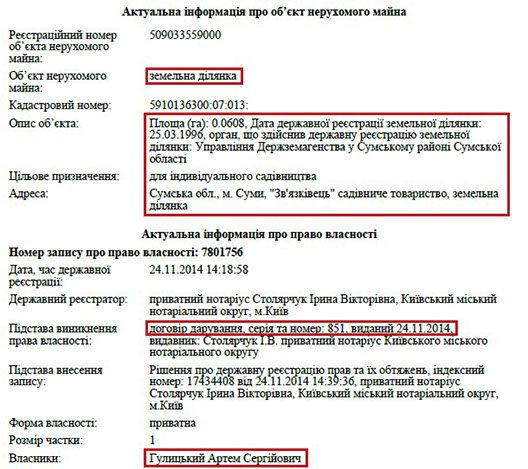 Актуальна інформація про об’єкт нерухомого майна
Реєстраційний номер об’єкта нерухомого майна: 509033559000
Об’єкт нерухомого майна: земельна ділянка
Кадастровий номер: 5910136300:07:013:
Опис об’єкта: Площа (га): 0.0608, Дата державної реєстрації земельної ділянки:
25.03.1996, орган, що здійснив державну реєстрацію земельної
ділянки: Управління Держземагенства у Сумському районі Сумської
області
Цільове призначення: для індивідуального садівництва
Адреса: Сумська обл., м. Суми, "Зв'язківець" садівниче товариство, земельна
ділянка
Актуальна інформація про право власності
Номер запису про право власності: 7801756
Дата, час державної реєстрації: 24.11.2014 14:18:58
Державний реєстратор: приватний нотаріус Столярчук Ірина Вікторівна, Київський міський
нотаріальний округ, м.Київ
Підстава виникнення права власності: договір дарування, серія та номер: 851, виданий 24.11.2014,
видавник: Столярчук І.В. приватний нотаріус Київського міського
нотаріального округу
Підстава внесення запису: Рішення про державну реєстрацію прав та їх обтяжень, індексний
номер: 17434408 від 24.11.2014 14:39:36, приватний нотаріус
Столярчук Ірина Вікторівна, Київський міський нотаріальний округ,
м.Київ
Форма власності: приватна
Розмір частки: 1
Власники: Гулицький Артем Сергійович